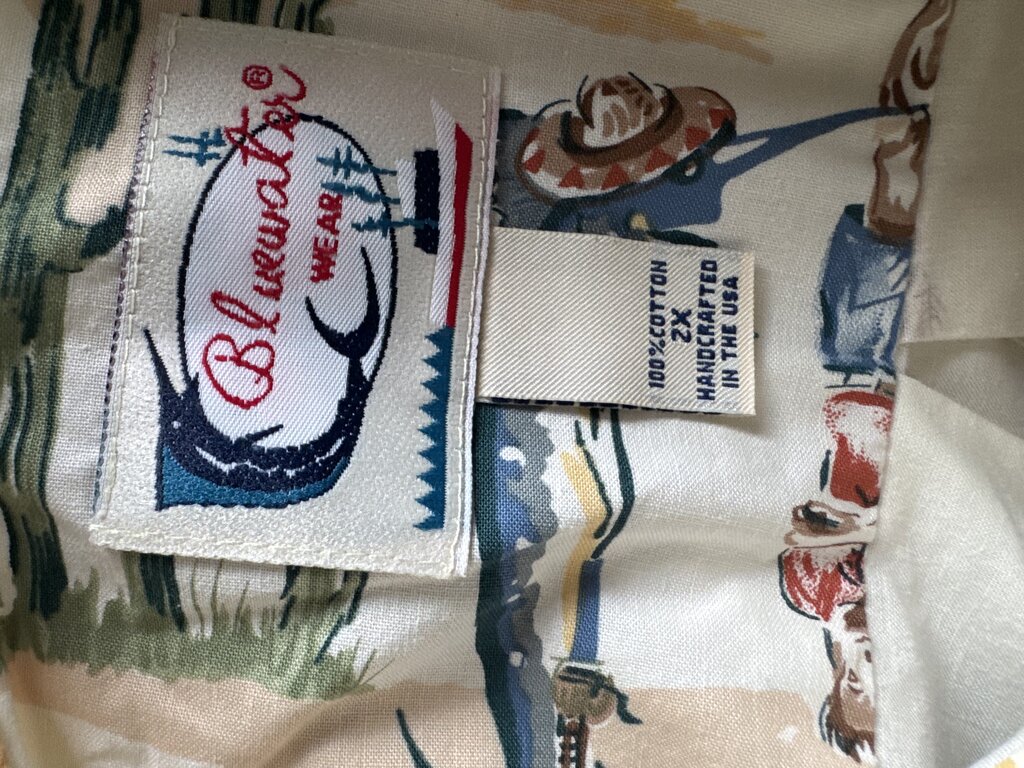 Bluewater®
WEAR
100%COTTON
2X
HANDCRAFTED
IN THE USA